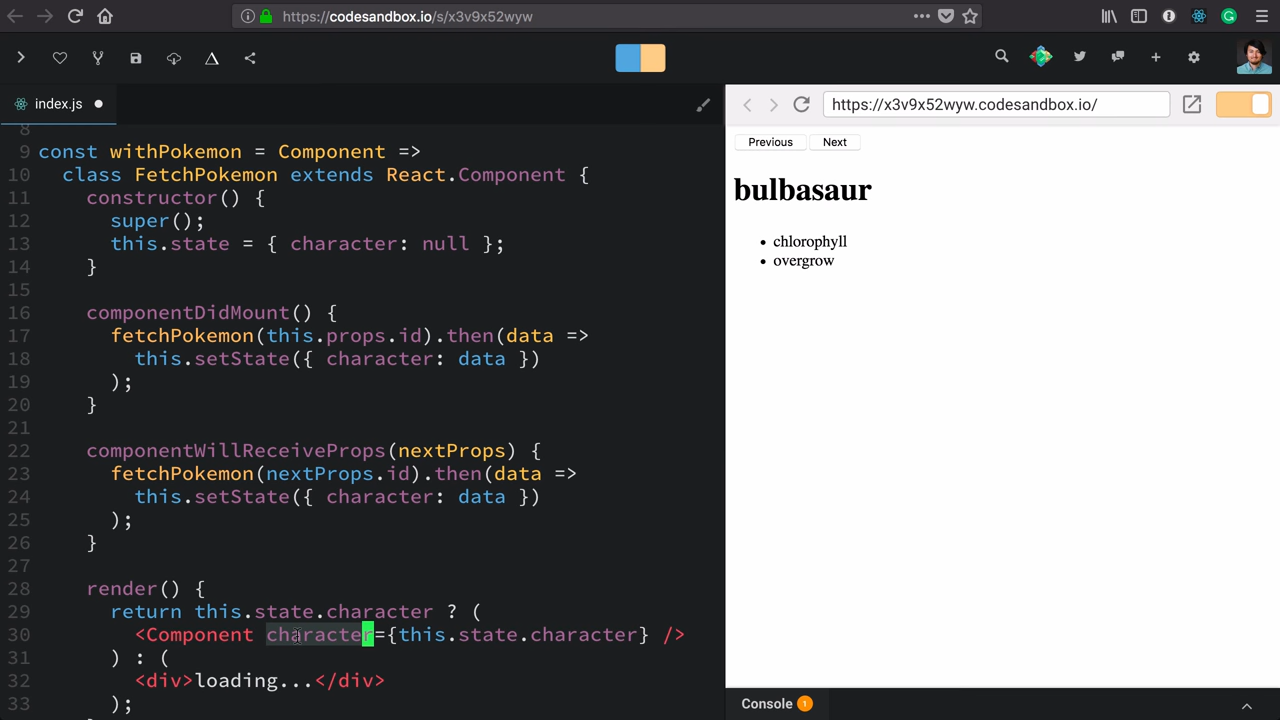 https://codesandbox.io/s/x3v9x52wyw
index.js
https://x3v9x52wyw.codesandbox.io/
8
9 const withPokemon = Component =>
10 class FetchPokemon extends React.Component {
11 constructor() {
12 super();
13 this.state = { character: null };
14 }
15
16 componentDidMount() {
17 fetchPokemon(this.props.id).then(data =>
18 this.setState({ character: data })
19 );
20 }
21
22 componentWillReceiveProps(nextProps) {
23 fetchPokemon(nextProps.id).then(data =>
24 this.setState({ character: data })
25 );
26 }
27
28 render() {
29 return this.state.character ? (
30 <Component character={this.state.character} />
31 ) : (
32 <div>loading...</div>
33 );
Previous Next
bulbasaur
• chlorophyll
• overgrow
Console 1